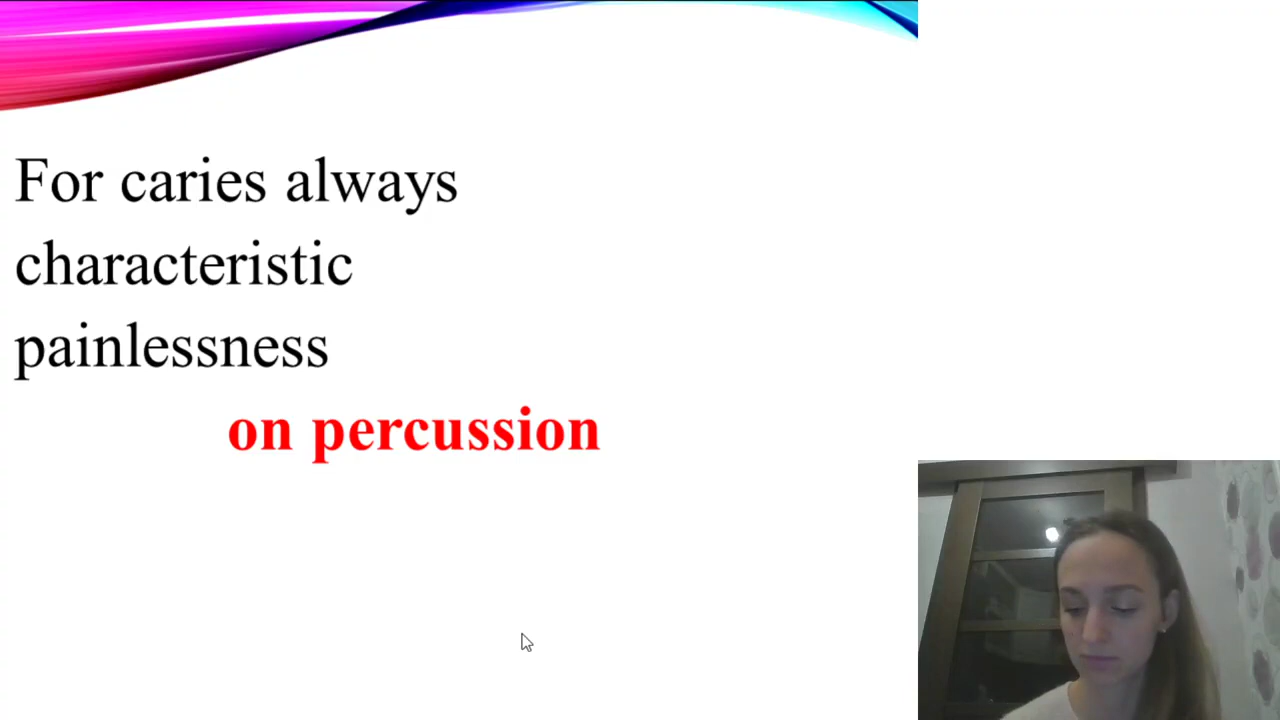 For caries always
characteristic
painlessness
on percussion